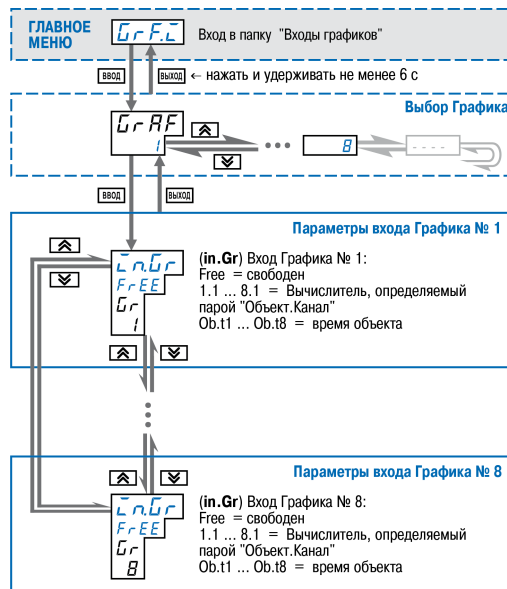 ГЛАВНОЕ
МЕНЮ
GrF.i
Вход в папку "Входы графиков"
ВВОД
ВЫХОД ← нажать и удерживать не менее 6 с
Выбор Графика
GrAF
1
... 8
- - - -
ВВОД
ВЫХОД
Параметры входа Графика № 1
in.Gr
FrEE
Gr
1
(in.Gr) Вход Графика № 1:
Free = свободен
1.1 ... 8.1 = Вычислитель, определяемый
парой "Объект.Канал"
Ob.t1 ... Ob.t8 = время объекта
Параметры входа Графика № 8
in.Gr
FrEE
Gr
8
(in.Gr) Вход Графика № 8:
Free = свободен
1.1 ... 8.1 = Вычислитель, определяемый
парой "Объект.Канал"
Ob.t1 ... Ob.t8 = время объекта